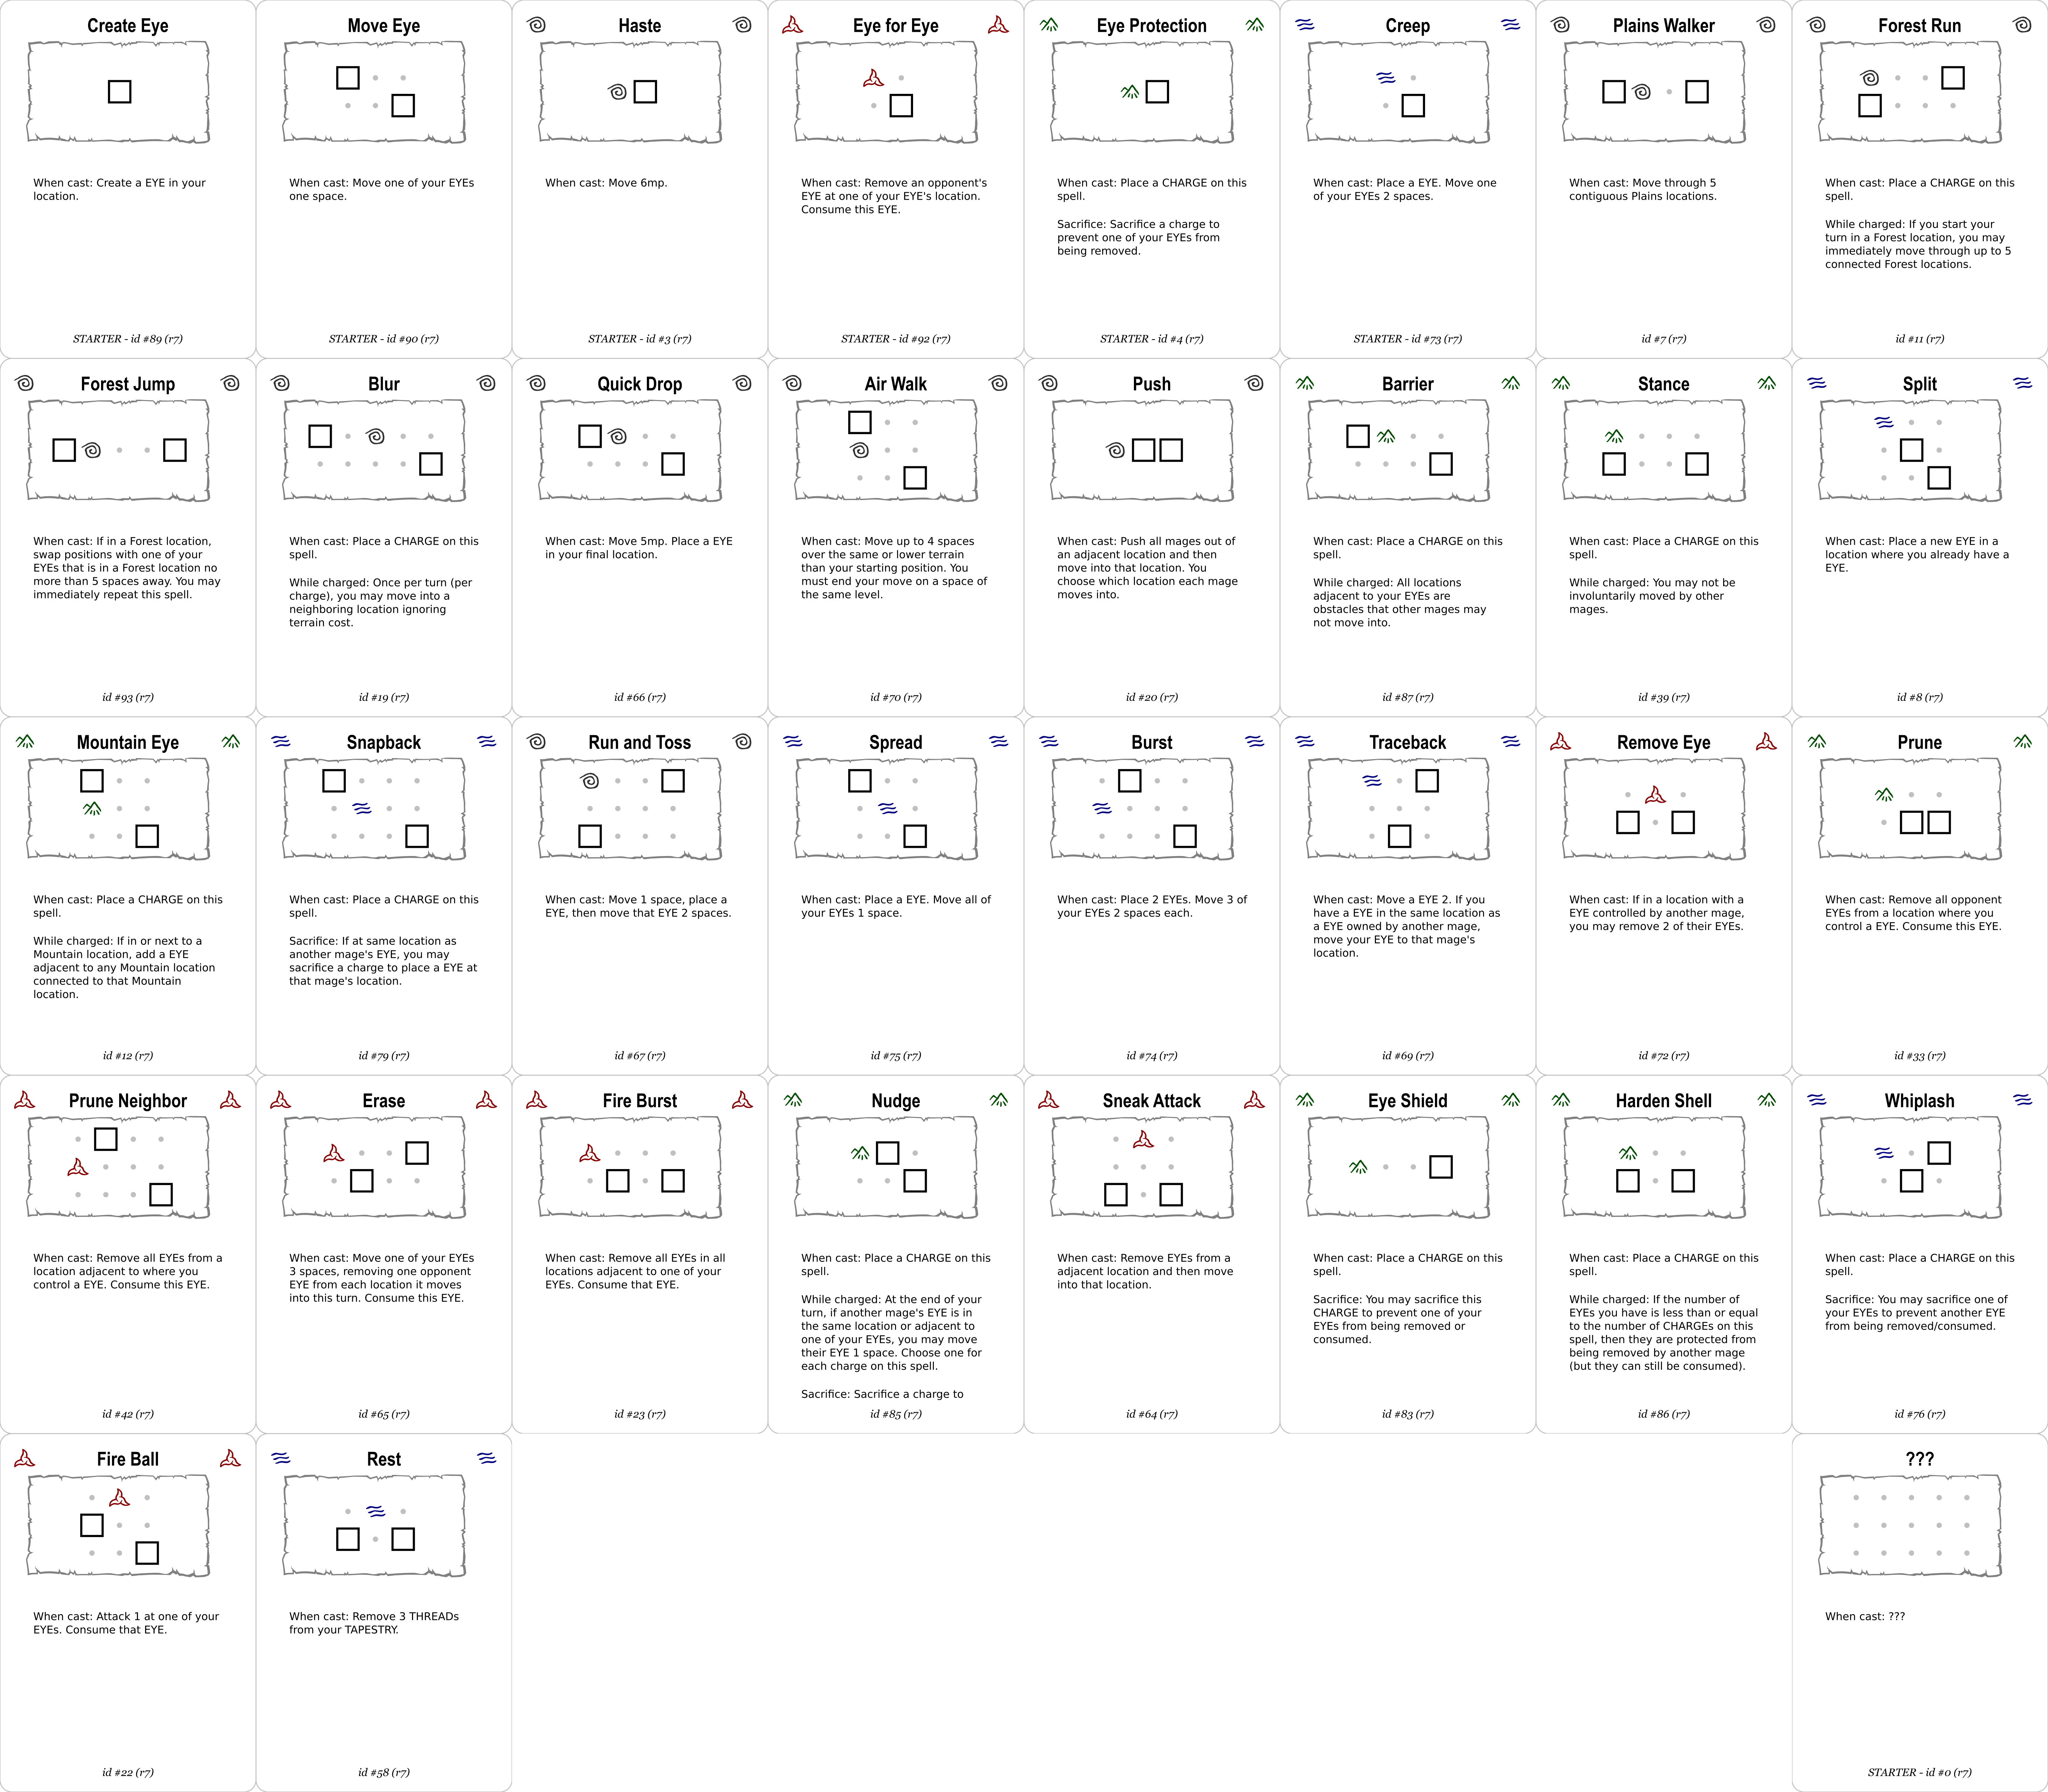 Create Eye
When cast: Create a EYE in your
location.
STARTER - id #89 (r7)
Move Eye
When cast: Move one of your EYEs
one space.
STARTER - id #90 (r7)
Haste
When cast: Move 6mp.
STARTER - id #3 (r7)
Eye for Eye
When cast: Remove an opponent's
EYE at one of your EYE's location.
Consume this EYE.
STARTER - id #92 (r7)
Eye Protection
When cast: Place a CHARGE on this
spell.
Sacrifice: Sacrifice a charge to
prevent one of your EYEs from
being removed.
STARTER - id #4 (r7)
Creep
When cast: Place a EYE. Move one
of your EYEs 2 spaces.
STARTER - id #73 (r7)
Plains Walker
When cast: Move through 5
contiguous Plains locations.
id #7 (r7)
Forest Run
When cast: Place a CHARGE on this
spell.
While charged: If you start your
turn in a Forest location, you may
immediately move through up to 5
connected Forest locations.
id #11 (r7)
Forest Jump
When cast: If in a Forest location,
swap positions with one of your
EYEs that is in a Forest location no
more than 5 spaces away. You may
immediately repeat this spell.
id #93 (r7)
Blur
When cast: Place a CHARGE on this
spell.
While charged: Once per turn (per
charge), you may move into a
neighboring location ignoring
terrain cost.
id #19 (r7)
Quick Drop
When cast: Move 5mp. Place a EYE
in your final location.
id #66 (r7)
Air Walk
When cast: Move up to 4 spaces
over the same or lower terrain
than your starting position. You
must end your move on a space of
the same level.
id #70 (r7)
Push
When cast: Push all mages out of
an adjacent location and then
move into that location. You
choose which location each mage
moves into.
id #20 (r7)
Barrier
When cast: Place a CHARGE on this
spell.
While charged: All locations
adjacent to your EYEs are
obstacles that other mages may
not move into.
id #87 (r7)
Stance
When cast: Place a CHARGE on this
spell.
While charged: You may not be
involuntarily moved by other
mages.
id #39 (r7)
Split
When cast: Place a new EYE in a
location where you already have a
EYE.
id #8 (r7)
Mountain Eye
When cast: Place a CHARGE on this
spell.
While charged: If in or next to a
Mountain location, add a EYE
adjacent to any Mountain location
connected to that Mountain
location.
id #12 (r7)
Snapback
When cast: Place a CHARGE on this
spell.
Sacrifice: If at same location as
another mage's EYE, you may
sacrifice a charge to place a EYE at
that mage's location.
id #79 (r7)
Run and Toss
When cast: Move 1 space, place a
EYE, then move that EYE 2 spaces.
id #67 (r7)
Spread
When cast: Place a EYE. Move all of
your EYEs 1 space.
id #75 (r7)
Burst
When cast: Place 2 EYEs. Move 3 of
your EYEs 2 spaces each.
id #74 (r7)
Traceback
When cast: Move a EYE 2. If you
have a EYE in the same location as
a EYE owned by another mage,
move your EYE to that mage's
location.
id #69 (r7)
Remove Eye
When cast: If in a location with a
EYE controlled by another mage,
you may remove 2 of their EYEs.
id #72 (r7)
Prune
When cast: Remove all opponent
EYEs from a location where you
control a EYE. Consume this EYE.
id #33 (r7)
Prune Neighbor
When cast: Remove all EYEs from a
location adjacent to where you
control a EYE. Consume this EYE.
id #42 (r7)
Erase
When cast: Move one of your EYEs
3 spaces, removing one opponent
EYE from each location it moves
into this turn. Consume this EYE.
id #65 (r7)
Fire Burst
When cast: Remove all EYEs in all
locations adjacent to one of your
EYEs. Consume that EYE.
id #23 (r7)
Nudge
When cast: Place a CHARGE on this
spell.
While charged: At the end of your
turn, if another mage's EYE is in
the same location or adjacent to
one of your EYEs, you may move
their EYE 1 space. Choose one for
each charge on this spell.
Sacrifice: Sacrifice a charge to
id #85 (r7)
Sneak Attack
When cast: Remove EYEs from a
adjacent location and then move
into that location.
id #64 (r7)
Eye Shield
When cast: Place a CHARGE on this
spell.
Sacrifice: You may sacrifice this
CHARGE to prevent one of your
EYEs from being removed or
consumed.
id #83 (r7)
Harden Shell
When cast: Place a CHARGE on this
spell.
While charged: If the number of
EYEs you have is less than or equal
to the number of CHARGEs on this
spell, then they are protected from
being removed by another mage
(but they can still be consumed).
id #86 (r7)
Whiplash
When cast: Place a CHARGE on this
spell.
Sacrifice: You may sacrifice one of
your EYEs to prevent another EYE
from being removed/consumed.
id #76 (r7)
Fire Ball
When cast: Attack 1 at one of your
EYEs. Consume that EYE.
id #22 (r7)
Rest
When cast: Remove 3 THREADs
from your TAPESTRY.
id #58 (r7)
???
When cast: ???
STARTER - id #0 (r7)